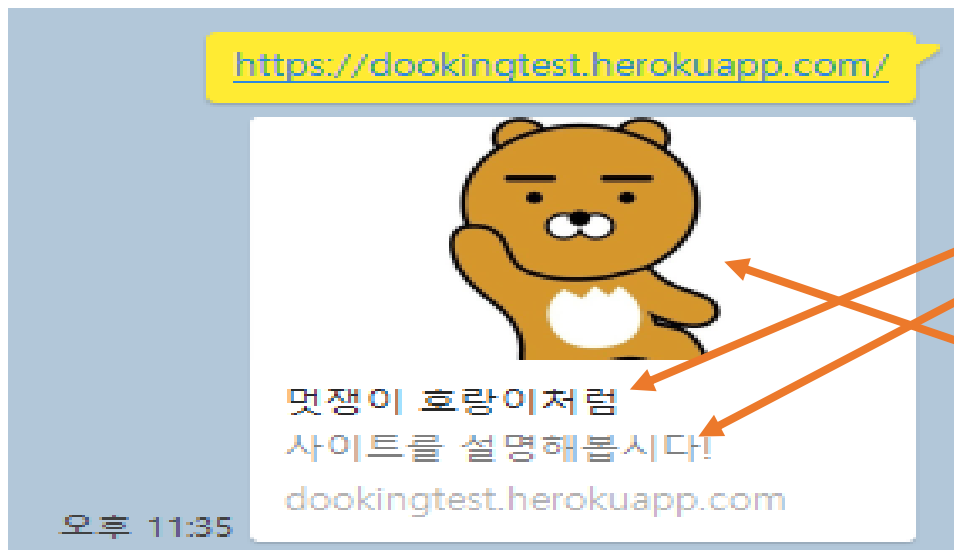 https://dookingtest.herokuapp.com/
멋쟁이 호랑이처럼
사이트를 설명해봅시다!
dookingtest.herokuapp.com
오후 11:35